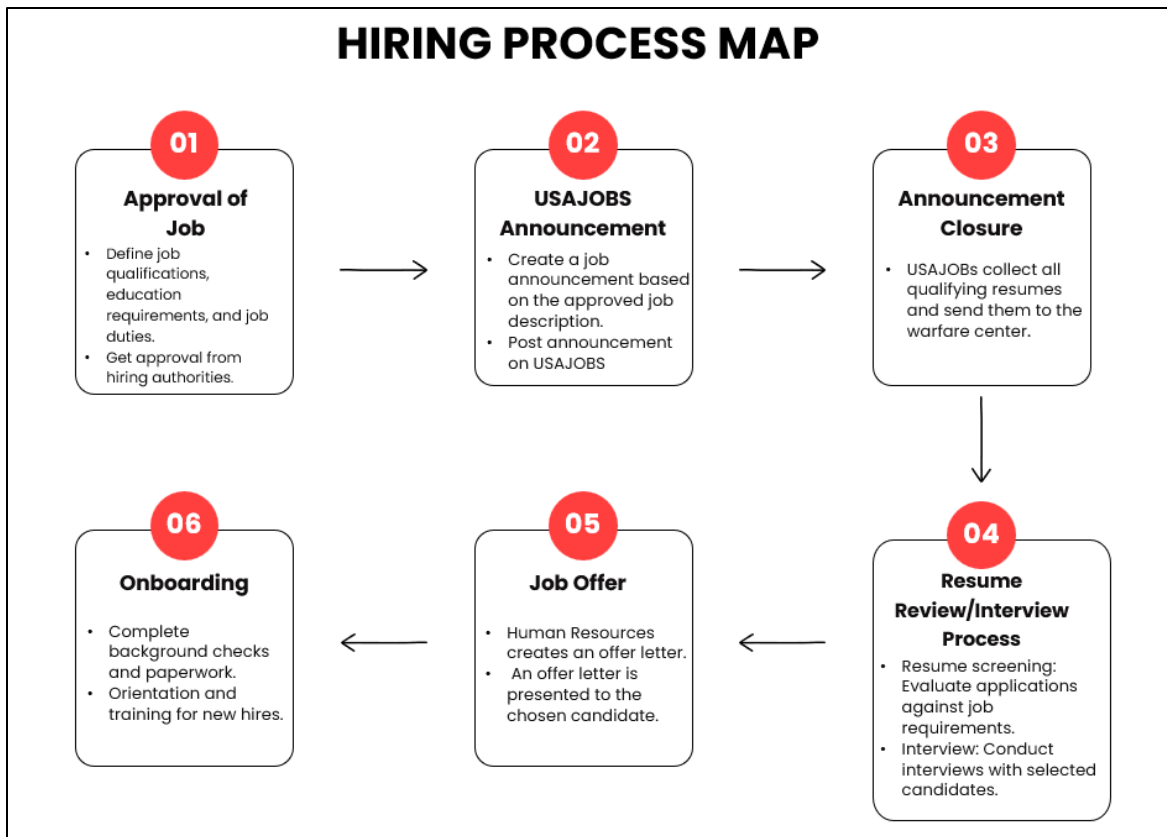 HIRING PROCESS MAP
01
Approval of
Job
• Define job
qualifications,
education
requirements, and job
duties.
• Get approval from
hiring authorities.
02
USAJOBS
Announcement
• Create a job
announcement based
on the approved job
description.
• Post announcement
on USAJOBS
03
Announcement
Closure
• USAJOBs collect all
qualifying resumes
and send them to the
warfare center.
04
Resume
Review/Interview
Process
• Resume screening:
Evaluate applications
against job
requirements.
• Interview: Conduct
interviews with selected
candidates.
05
Job Offer
• Human Resources
creates an offer letter.
• An offer letter is
presented to the
chosen candidate.
06
Onboarding
• Complete
background checks
and paperwork.
• Orientation and
training for new hires.